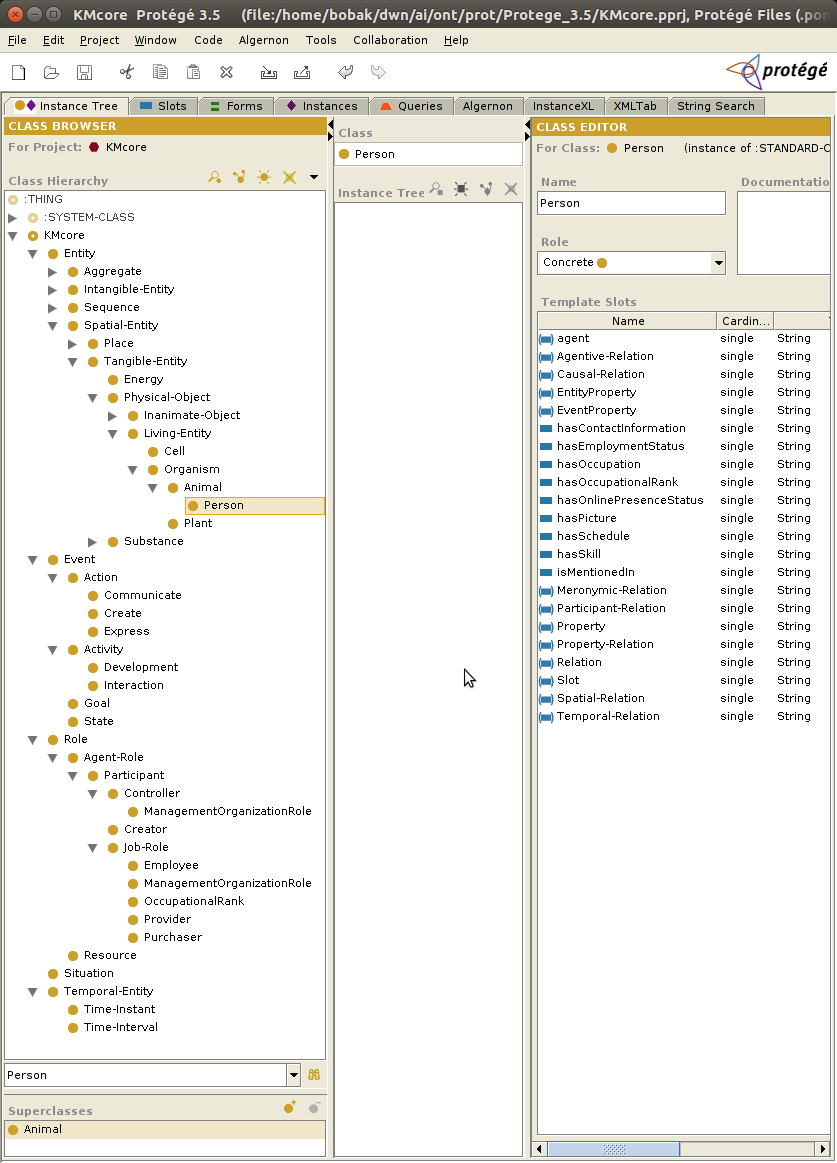 KMcore Protégé 3.5 (file:/home/bobak/dwn/ai/ont/prot/Protege_3.5/KMcore.pprj, Protégé Files (.pon
File Edit Project Window Code Algernon Tools Collaboration Help
protégé
Instance Tree Slots Forms Instances Queries Algernon InstanceXL XMLTab String Search
CLASS BROWSER
For Project: KMcore
Class Hierarchy
:THING
:SYSTEM-CLASS
KMcore
Entity
Aggregate
Intangible-Entity
Sequence
Spatial-Entity
Place
Tangible-Entity
Energy
Physical-Object
Inanimate-Object
Living-Entity
Cell
Organism
Animal
Person
Plant
Substance
Event
Action
Communicate
Create
Express
Activity
Development
Interaction
Goal
State
Role
Agent-Role
Participant
Controller
ManagementOrganizationRole
Creator
Job-Role
Employee
ManagementOrganizationRole
OccupationalRank
Provider
Purchaser
Resource
Situation
Temporal-Entity
Time-Instant
Time-Interval
Person
Superclasses
Animal
Class
Person
Instance Tree
CLASS EDITOR
For Class: Person (instance of :STANDARD-C
Name Documentatio
Person
Role
Concrete
Template Slots
Name Cardin...
agent single String
Agentive-Relation single String
Causal-Relation single String
EntityProperty single String
EventProperty single String
hasContactInformation single String
hasEmploymentStatus single String
hasOccupation single String
hasOccupationalRank single String
hasOnlinePresenceStatus single String
hasPicture single String
hasSchedule single String
hasSkill single String
isMentionedIn single String
Meronymic-Relation single String
Participant-Relation single String
Property single String
Property-Relation single String
Relation single String
Slot single String
Spatial-Relation single String
Temporal-Relation single String